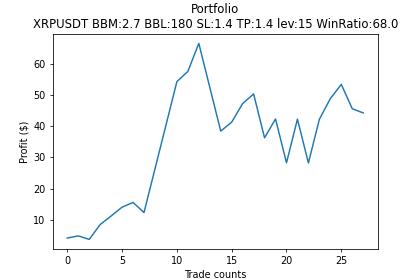 Portfolio
XRPUSDT BBM:2.7 BBL:180 SL:1.4 TP:1.4 lev:15 WinRatio:68.0
Profit ($)
60
50
40
30
20
10
0 5 10 15 20 25
Trade counts